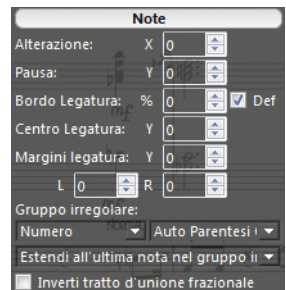 Note
Alterazione: X 0
Pausa: Y 0
Bordo Legatura: % 0 Def
Centro Legatura: Y 0
Margini legatura: Y 0
L 0 R 0
Gruppo irregolare:
Numero Auto Parentesi (
Estendi all'ultima nota nel gruppo ir
Inverti tratto d'unione frazionale